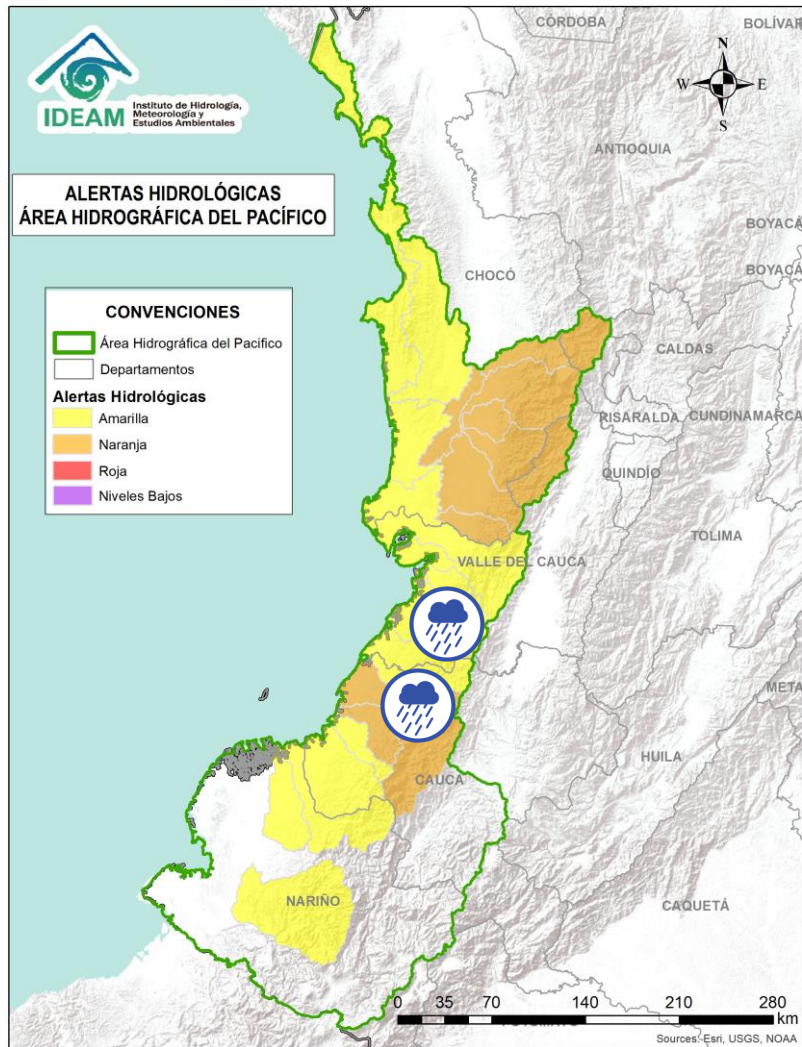 IDEAM
Instituto de Hidrología,
Meteorología y
Estudios Ambientales
ALERTAS HIDROLÓGICAS
ÁREA HIDROGRÁFICA DEL PACÍFICO
CONVENCIONES
Área Hidrográfica del Pacifico
Departamentos
Alertas Hidrológicas
Amarilla
Naranja
Roja
Niveles Bajos
CÓRDOBA
BOLÍVAR
N
W E
S
ANTIOQUIA
BOYACÁ
CHOCÓ
BOYACÁ
CALDAS
RISARALDA
CUNDINAMARCA
QUINDÍO
TOLIMA
VALLE DEL CAUCA
META
HUILA
CAUCA
NARIÑO
CAQUETÁ
0 35 70 140 210 280
km
Sources: Esri, USGS, NOAA